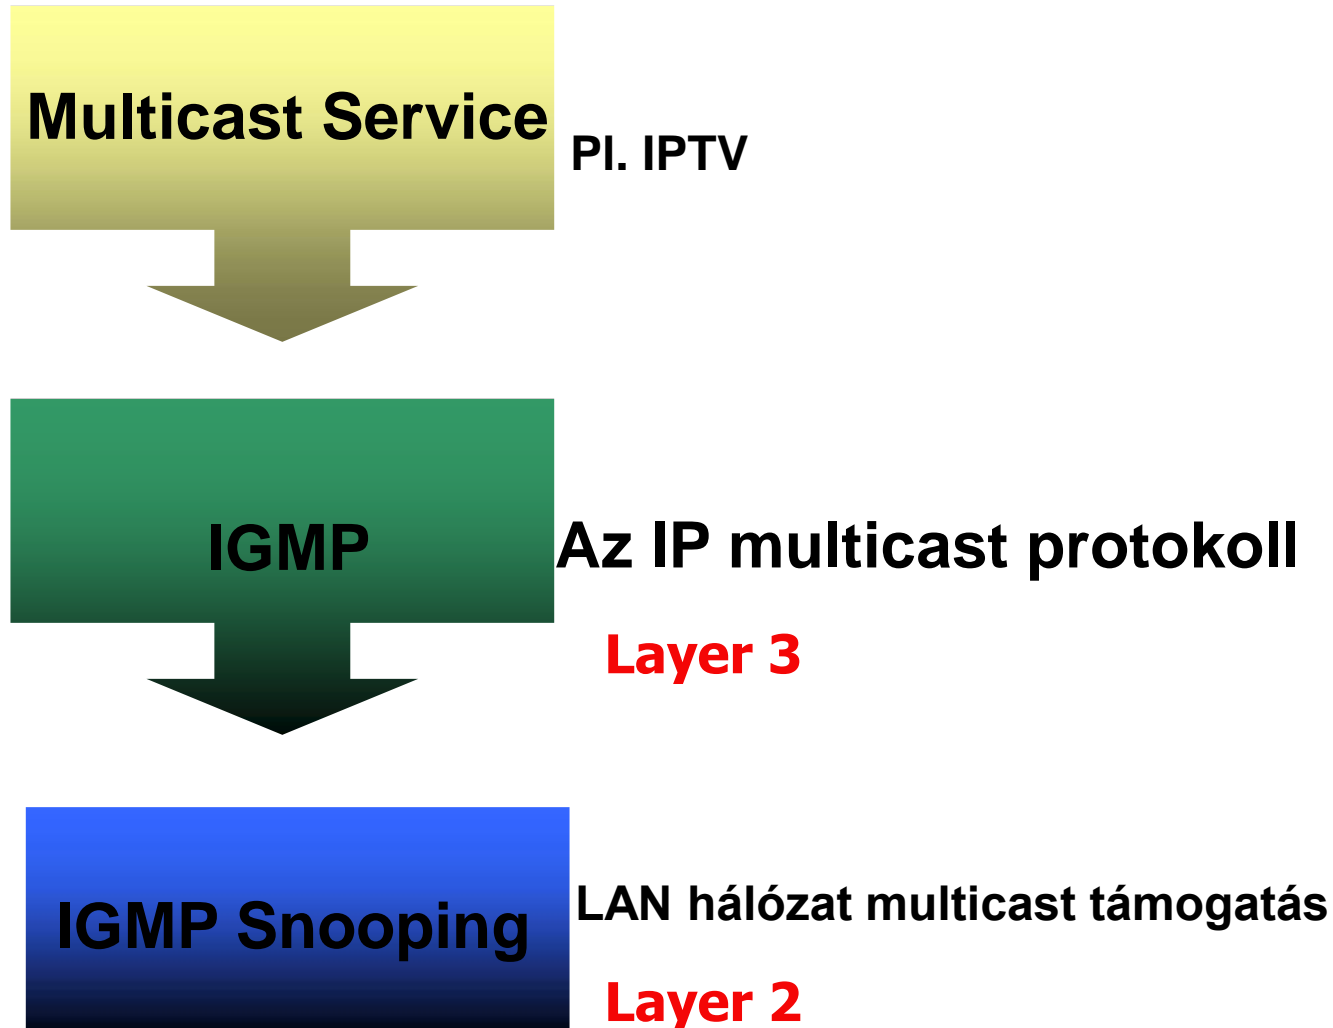 Multicast Service
Pl. IPTV
IGMP
Az IP multicast protokoll
Layer 3
IGMP Snooping
LAN hálózat multicast támogatás
Layer 2